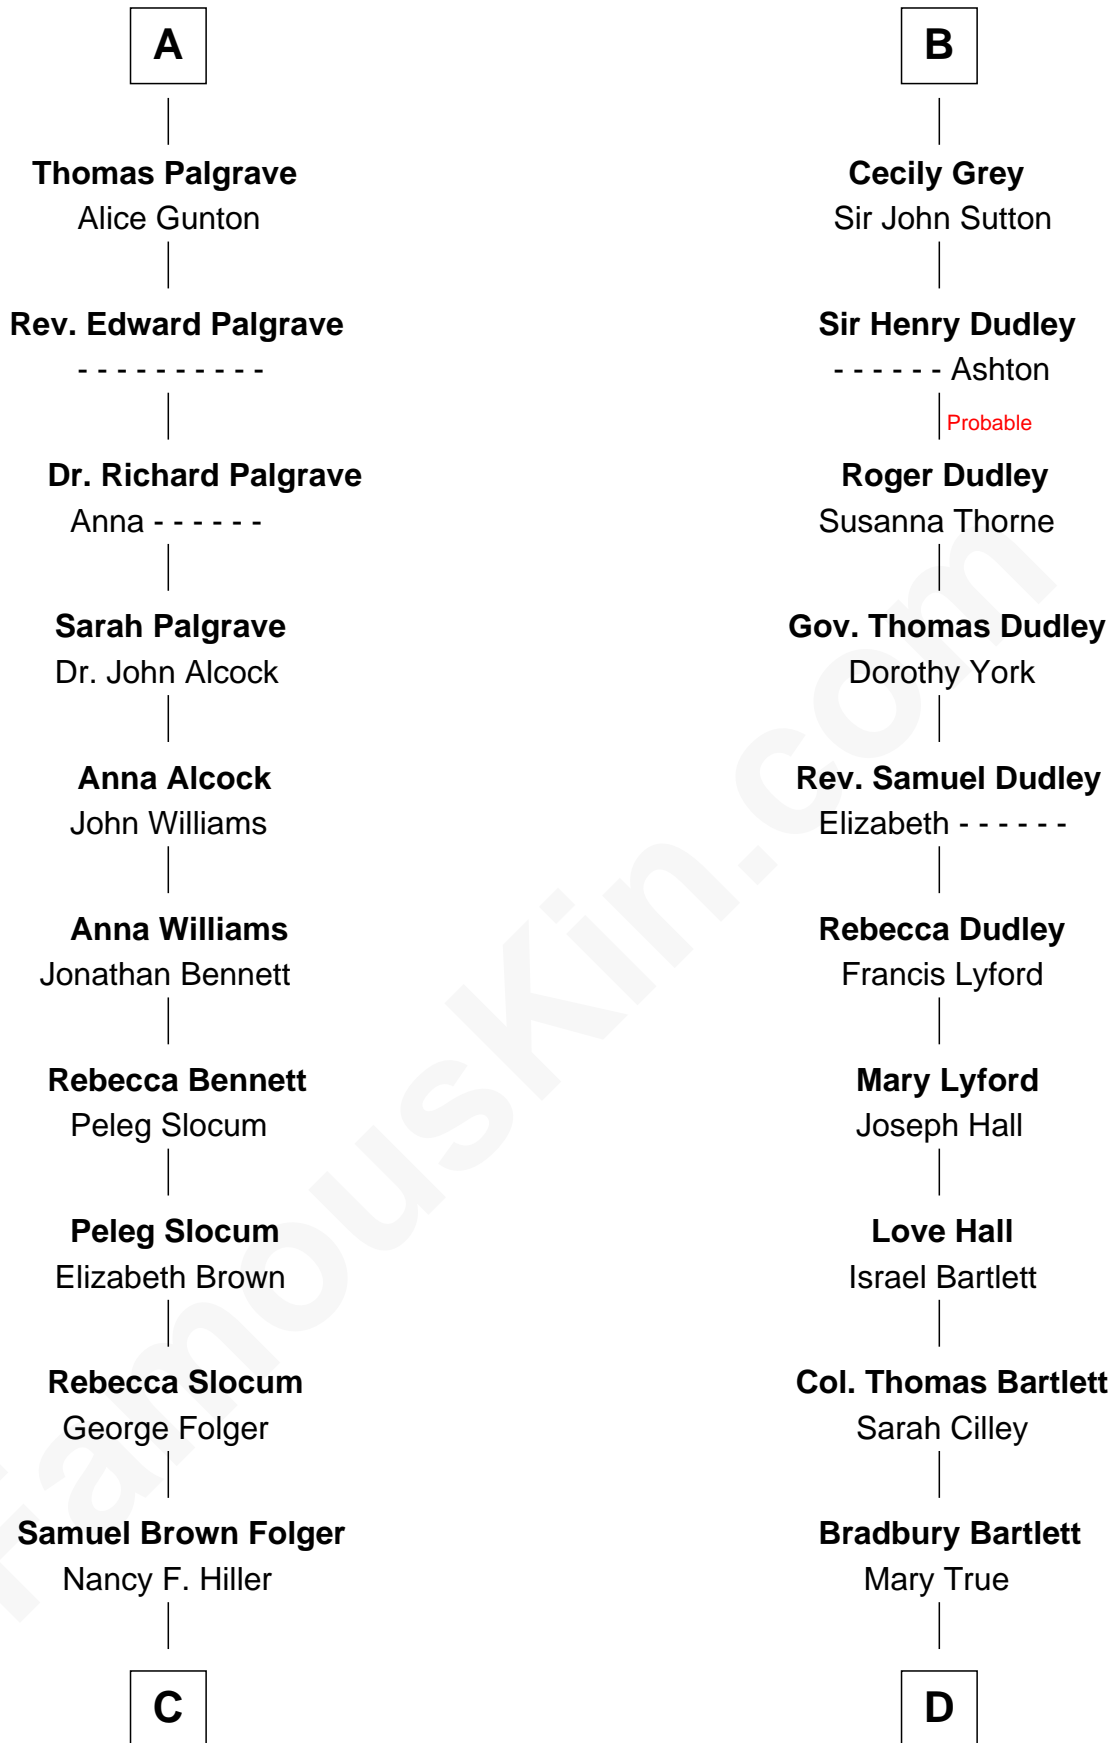 A
Thomas Palgrave
Alice Gunton
Rev. Edward Palgrave
- - - - - - - - - -
Dr. Richard Palgrave
Anna - - - - - -
Sarah Palgrave
Dr. John Alcock
Anna Alcock
John Williams
Anna Williams
Jonathan Bennett
Rebecca Bennett
Peleg Slocum
Peleg Slocum
Elizabeth Brown
Rebecca Slocum
George Folger
Samuel Brown Folger
Nancy F. Hiller
C
B
Cecily Grey
Sir John Sutton
Sir Henry Dudley
- - - - - - Ashton
Probable
Roger Dudley
Susanna Thorne
Gov. Thomas Dudley
Dorothy York
Rev. Samuel Dudley
Elizabeth - - - - - -
Rebecca Dudley
Francis Lyford
Mary Lyford
Joseph Hall
Love Hall
Israel Bartlett
Col. Thomas Bartlett
Sarah Cilley
Bradbury Bartlett
Mary True
D
FamousKin.com